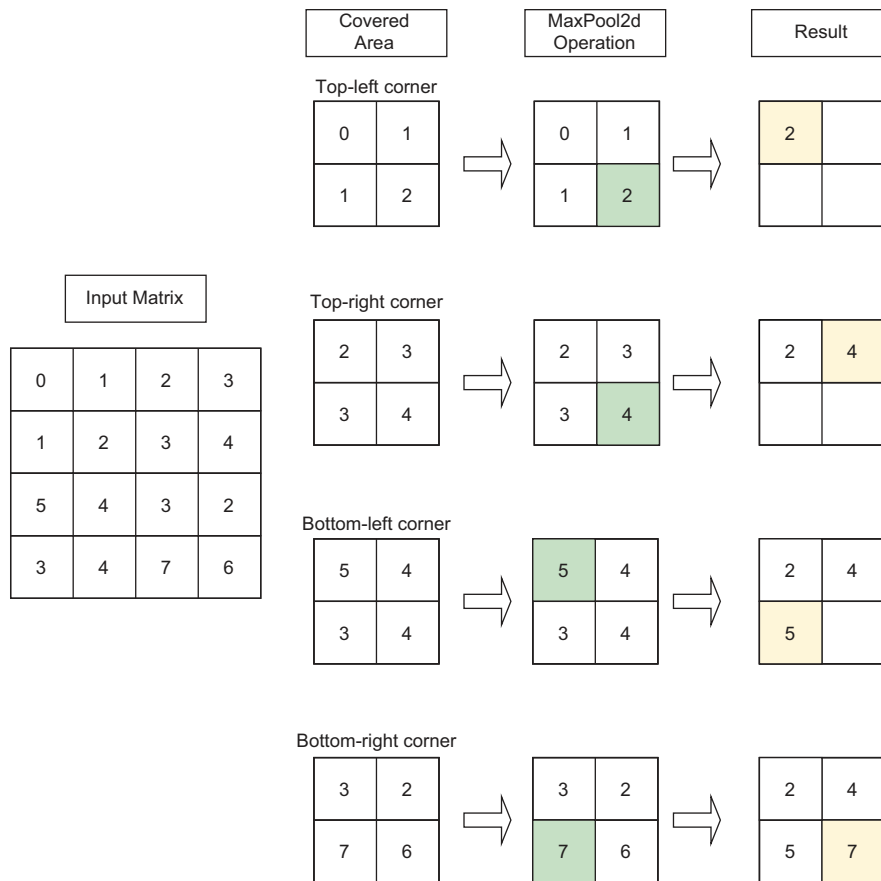 Covered
Area
MaxPool2d
Operation
Result
Top-left corner
0 1
1 2
0 1
1 2
2
Input Matrix
0 1 2 3
1 2 3 4
5 4 3 2
3 4 7 6
Top-right corner
2 3
3 4
2 3
3 4
2 4
Bottom-left corner
5 4
3 4
5 4
3 4
2 4
5
Bottom-right corner
3 2
7 6
3 2
7 6
2 4
5 7